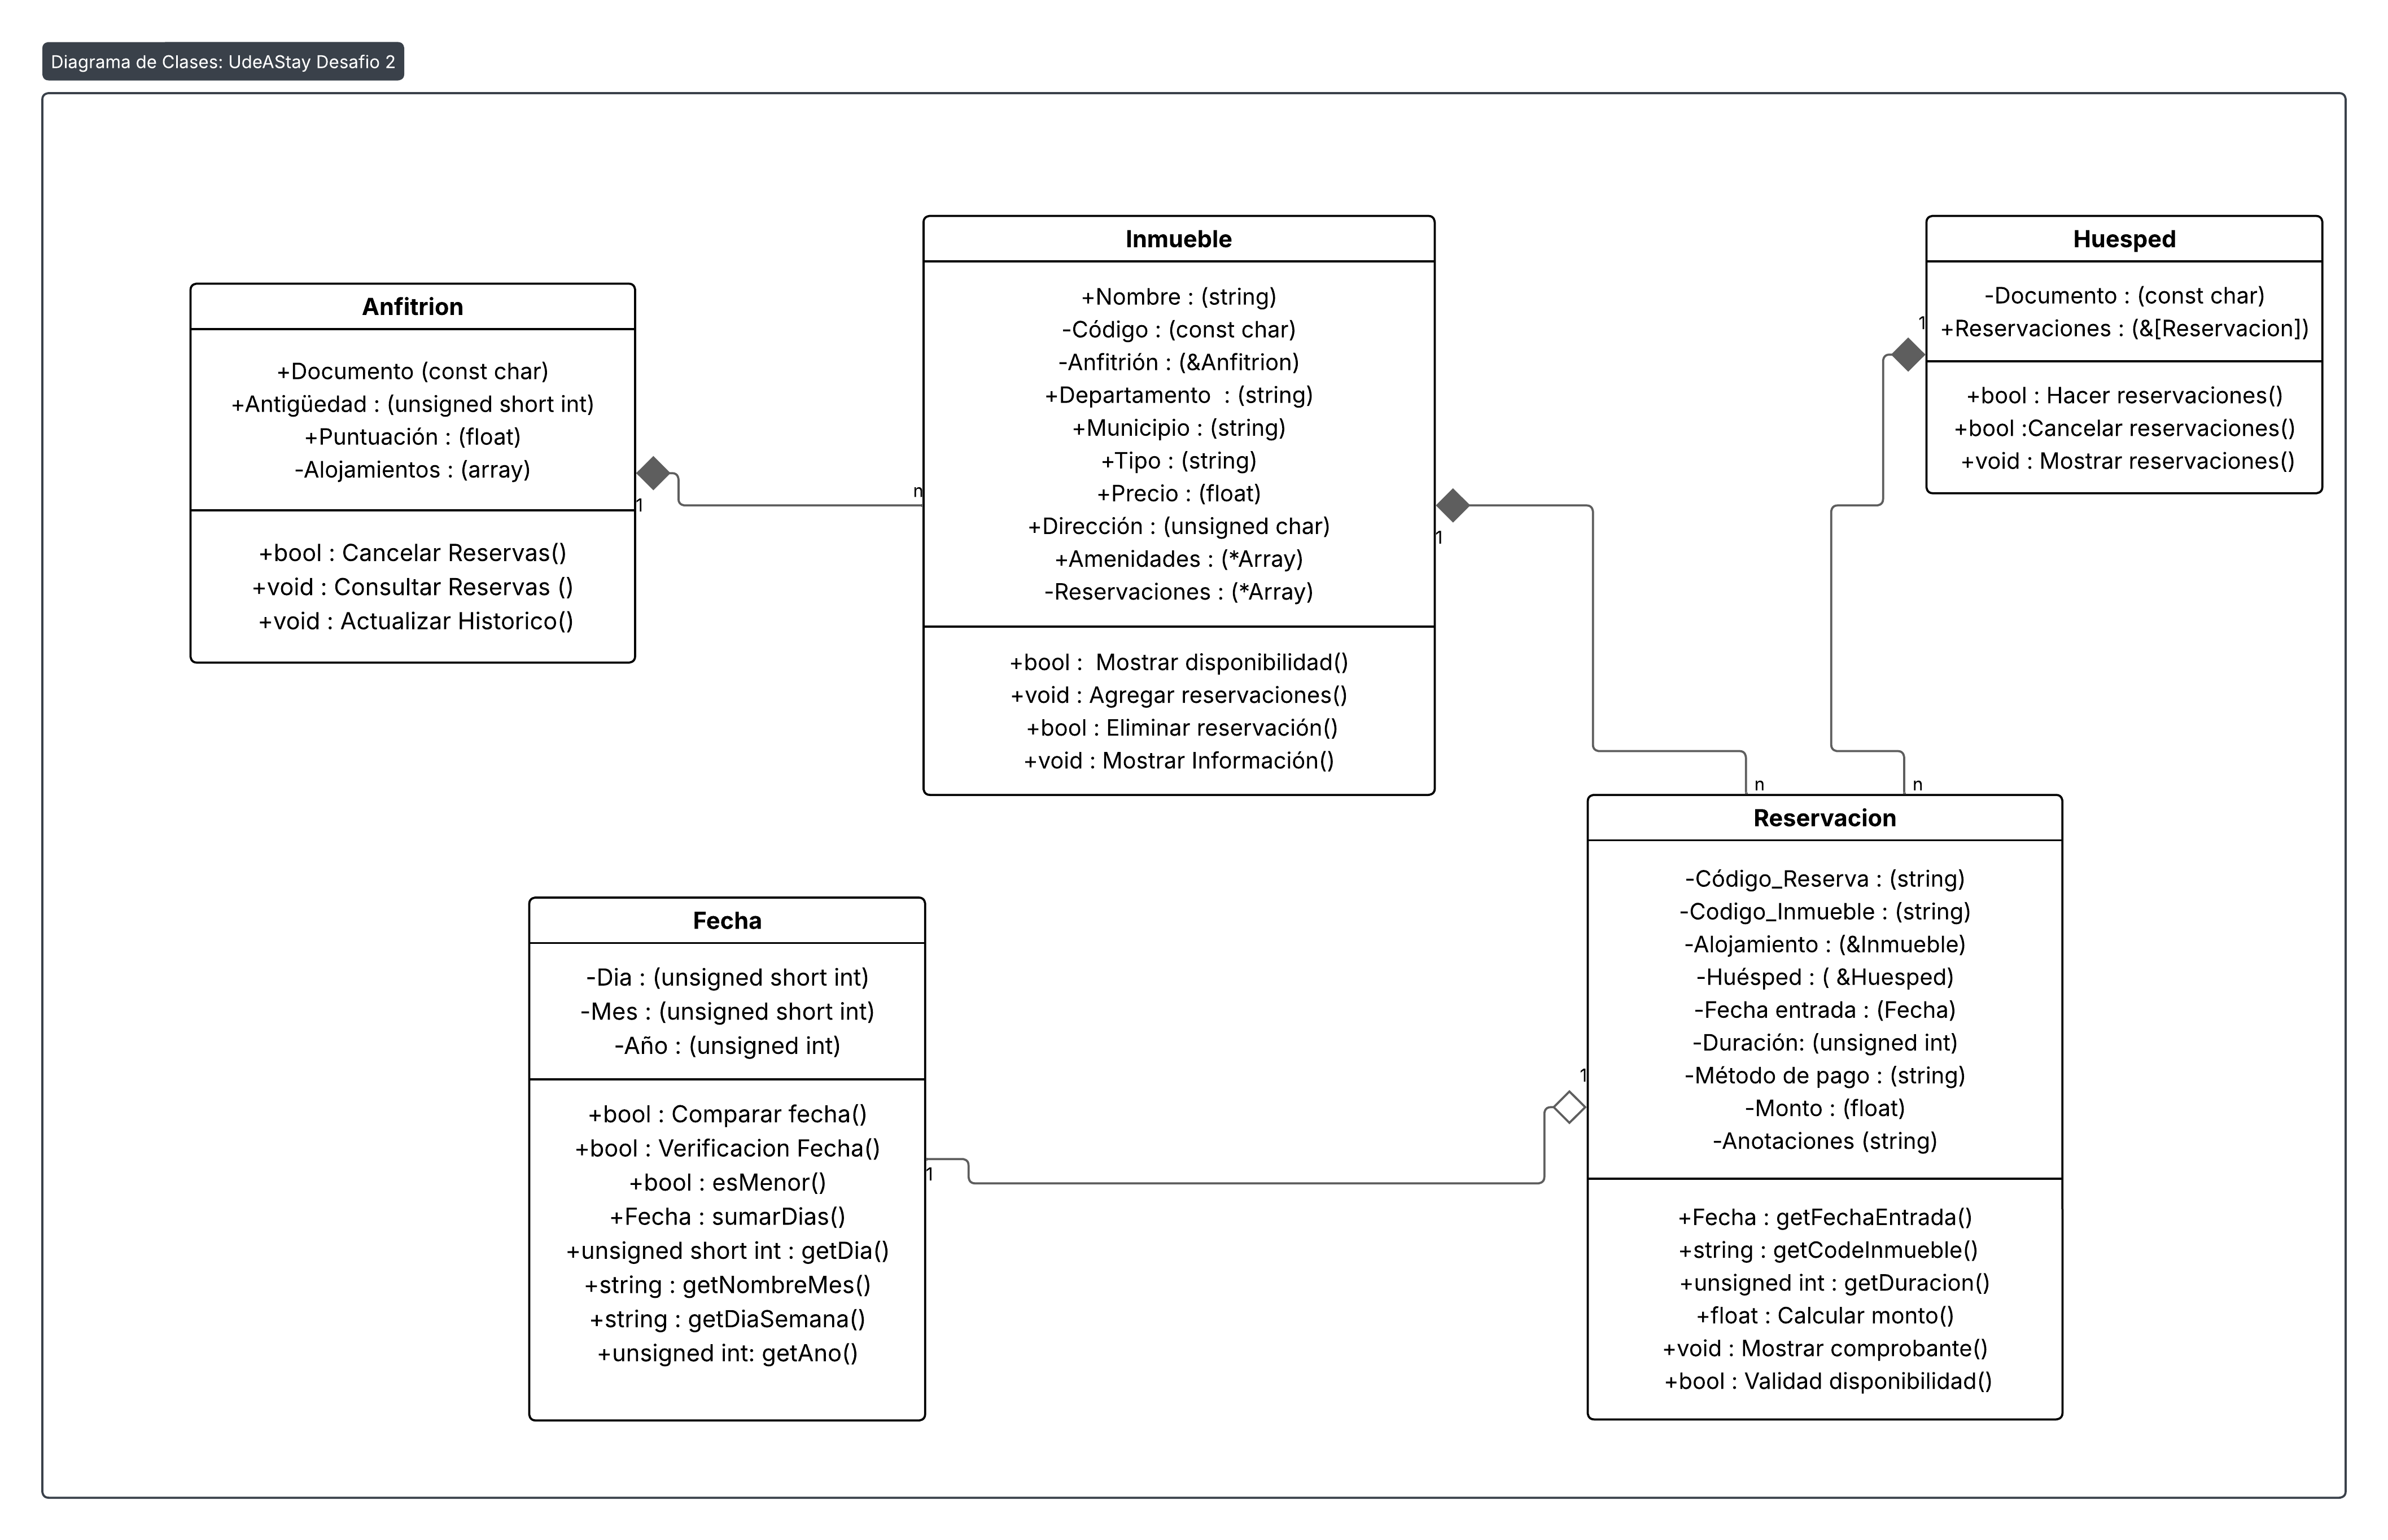 Diagrama de Clases: UdeAStay Desafio 2
Anfitrion
+Documento (const char)
+Antigüedad : (unsigned short int)
+Puntuación : (float)
-Alojamientos : (array)
+bool : Cancelar Reservas()
+void : Consultar Reservas ()
+void : Actualizar Historico()
1
n
Inmueble
+Nombre : (string)
-Código : (const char)
-Anfitrión : (&Anfitrion)
+Departamento  : (string)
+Municipio : (string)
+Tipo : (string)
+Precio : (float)
+Dirección : (unsigned char)
+Amenidades : (*Array)
-Reservaciones : (*Array)
+bool :  Mostrar disponibilidad()
+void : Agregar reservaciones()
+bool : Eliminar reservación()
+void : Mostrar Información()
1
n
Huesped
-Documento : (const char)
+Reservaciones : (&[Reservacion])
+bool : Hacer reservaciones()
+bool :Cancelar reservaciones()
+void : Mostrar reservaciones()
1
n
Fecha
-Dia : (unsigned short int)
-Mes : (unsigned short int)
-Año : (unsigned int)
+bool : Comparar fecha()
+bool : Verificacion Fecha()
+bool : esMenor()
+Fecha : sumarDias()
+unsigned short int : getDia()
+string : getNombreMes()
+string : getDiaSemana()
+unsigned int: getAno()
1
1
Reservacion
-Código_Reserva : (string)
-Codigo_Inmueble : (string)
-Alojamiento : (&Inmueble)
-Huésped : ( &Huesped)
-Fecha entrada : (Fecha)
-Duración: (unsigned int)
-Método de pago : (string)
-Monto : (float)
-Anotaciones (string)
+Fecha : getFechaEntrada()
+string : getCodeInmueble()
+unsigned int : getDuracion()
+float : Calcular monto()
+void : Mostrar comprobante()
+bool : Validad disponibilidad()